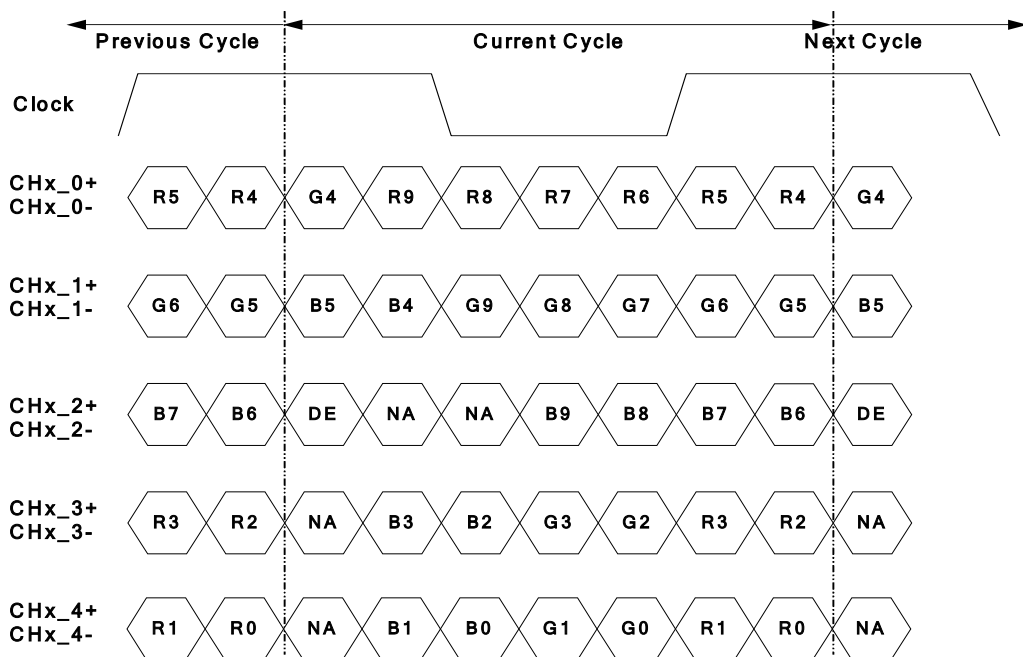 Previous Cycle Current Cycle Next Cycle
Clock
CHx_0+
CHx_0-
R5 R4 G4 R9 R8 R7 R6 R5 R4 G4
CHx_1+
CHx_1-
G6 G5 B5 B4 G9 G8 G7 G6 G5 B5
CHx_2+
CHx_2-
B7 B6 DE NA NA B9 B8 B7 B6 DE
CHx_3+
CHx_3-
R3 R2 NA B3 B2 G3 G2 R3 R2 NA
CHx_4+
CHx_4-
R1 R0 NA B1 B0 G1 G0 R1 R0 NA